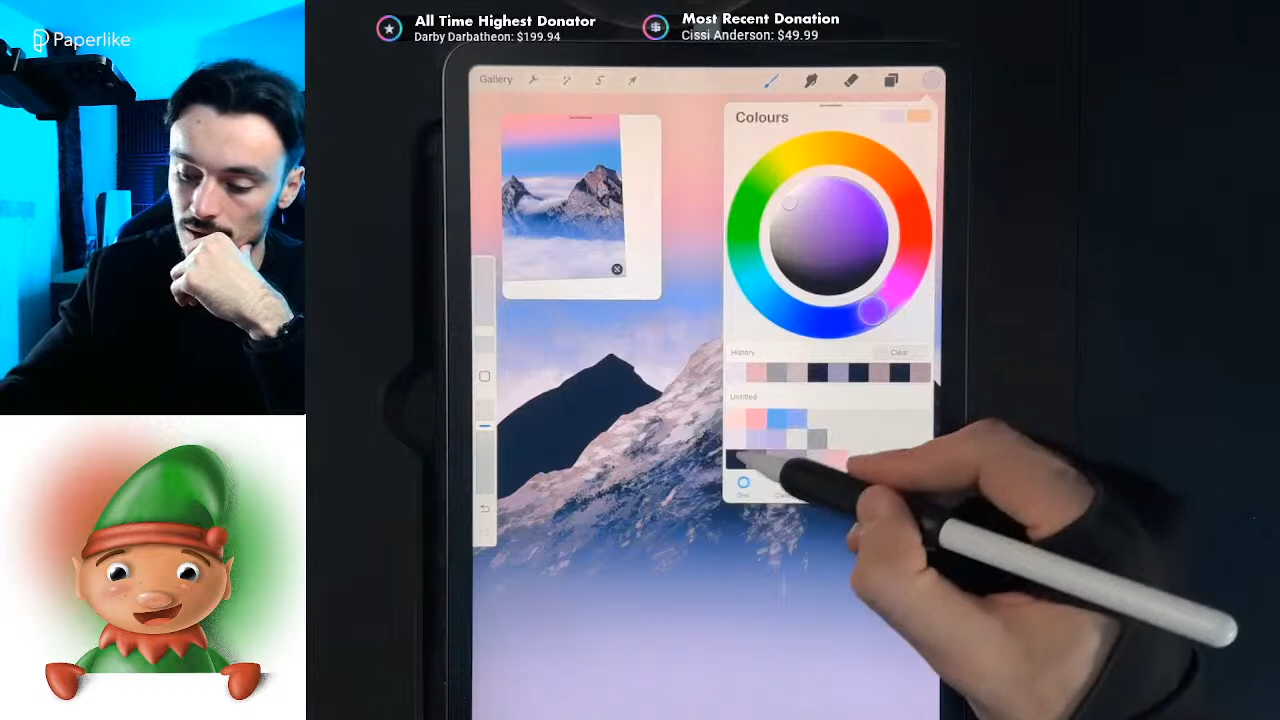 Paperlike
All Time Highest Donator
Darby Darbatheon: $199.94
Most Recent Donation
Cissi Anderson: $49.99
Gallery
Colours
History
Clear
Untitled